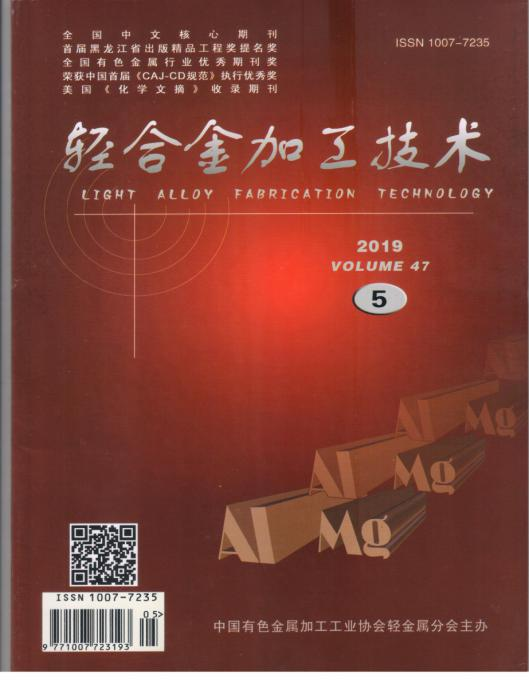 全国中文核心期刊
首届黑龙江省出版精品工程奖提名奖
全国有色金属行业优秀期刊奖
荣获中国首届《CAJ-CD规范》执行优秀奖
美国《化学文摘》收录期刊
ISSN 1007-7235
轻合金加工技术
LIGHT ALLOY FABRICATION TECHNOLOGY
2019
VOLUME 47
5
Al Mg
Al Mg
Al Mg
ISSN 1007-7235
05>
9771007723193
中国有色金属加工工业协会轻金属分会主办